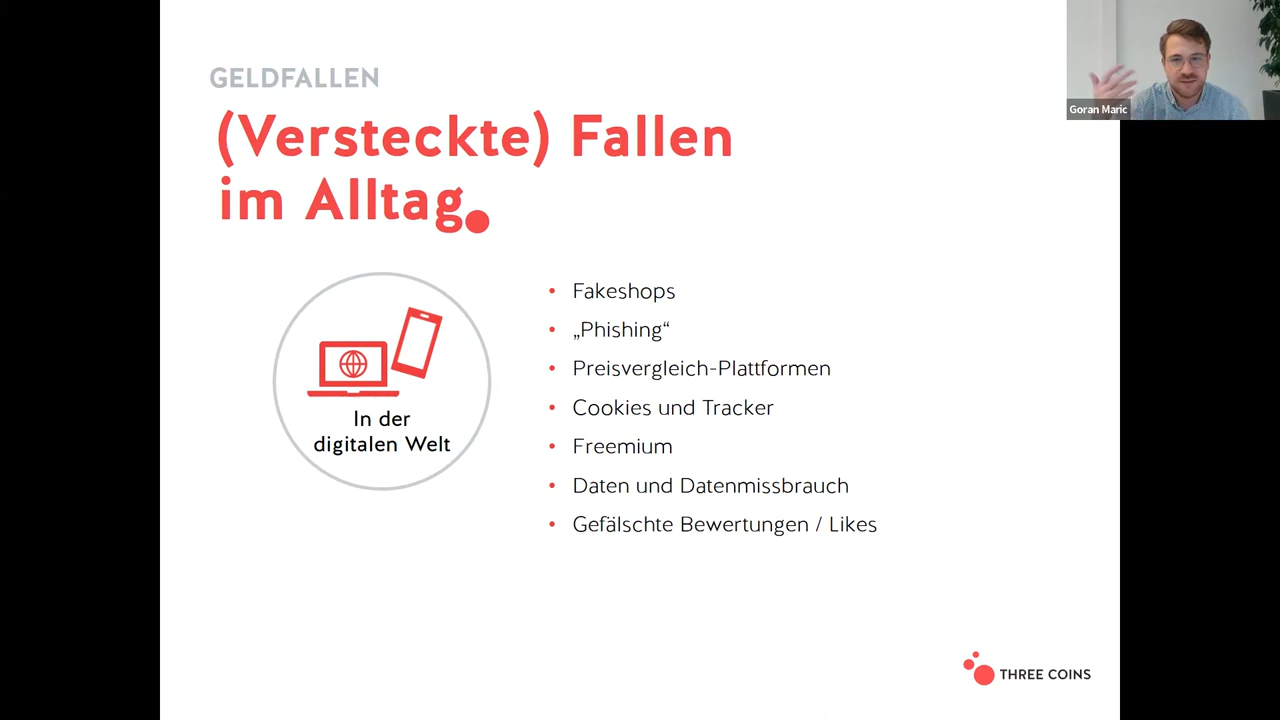 GELDFALLEN
(Versteckte) Fallen
im Alltag.
In der
digitalen Welt
• Fakeshops
• „Phishing“
• Preisvergleich-Plattformen
• Cookies und Tracker
• Freemium
• Daten und Datenmissbrauch
• Gefälschte Bewertungen / Likes
Goran Maric
THREE COINS